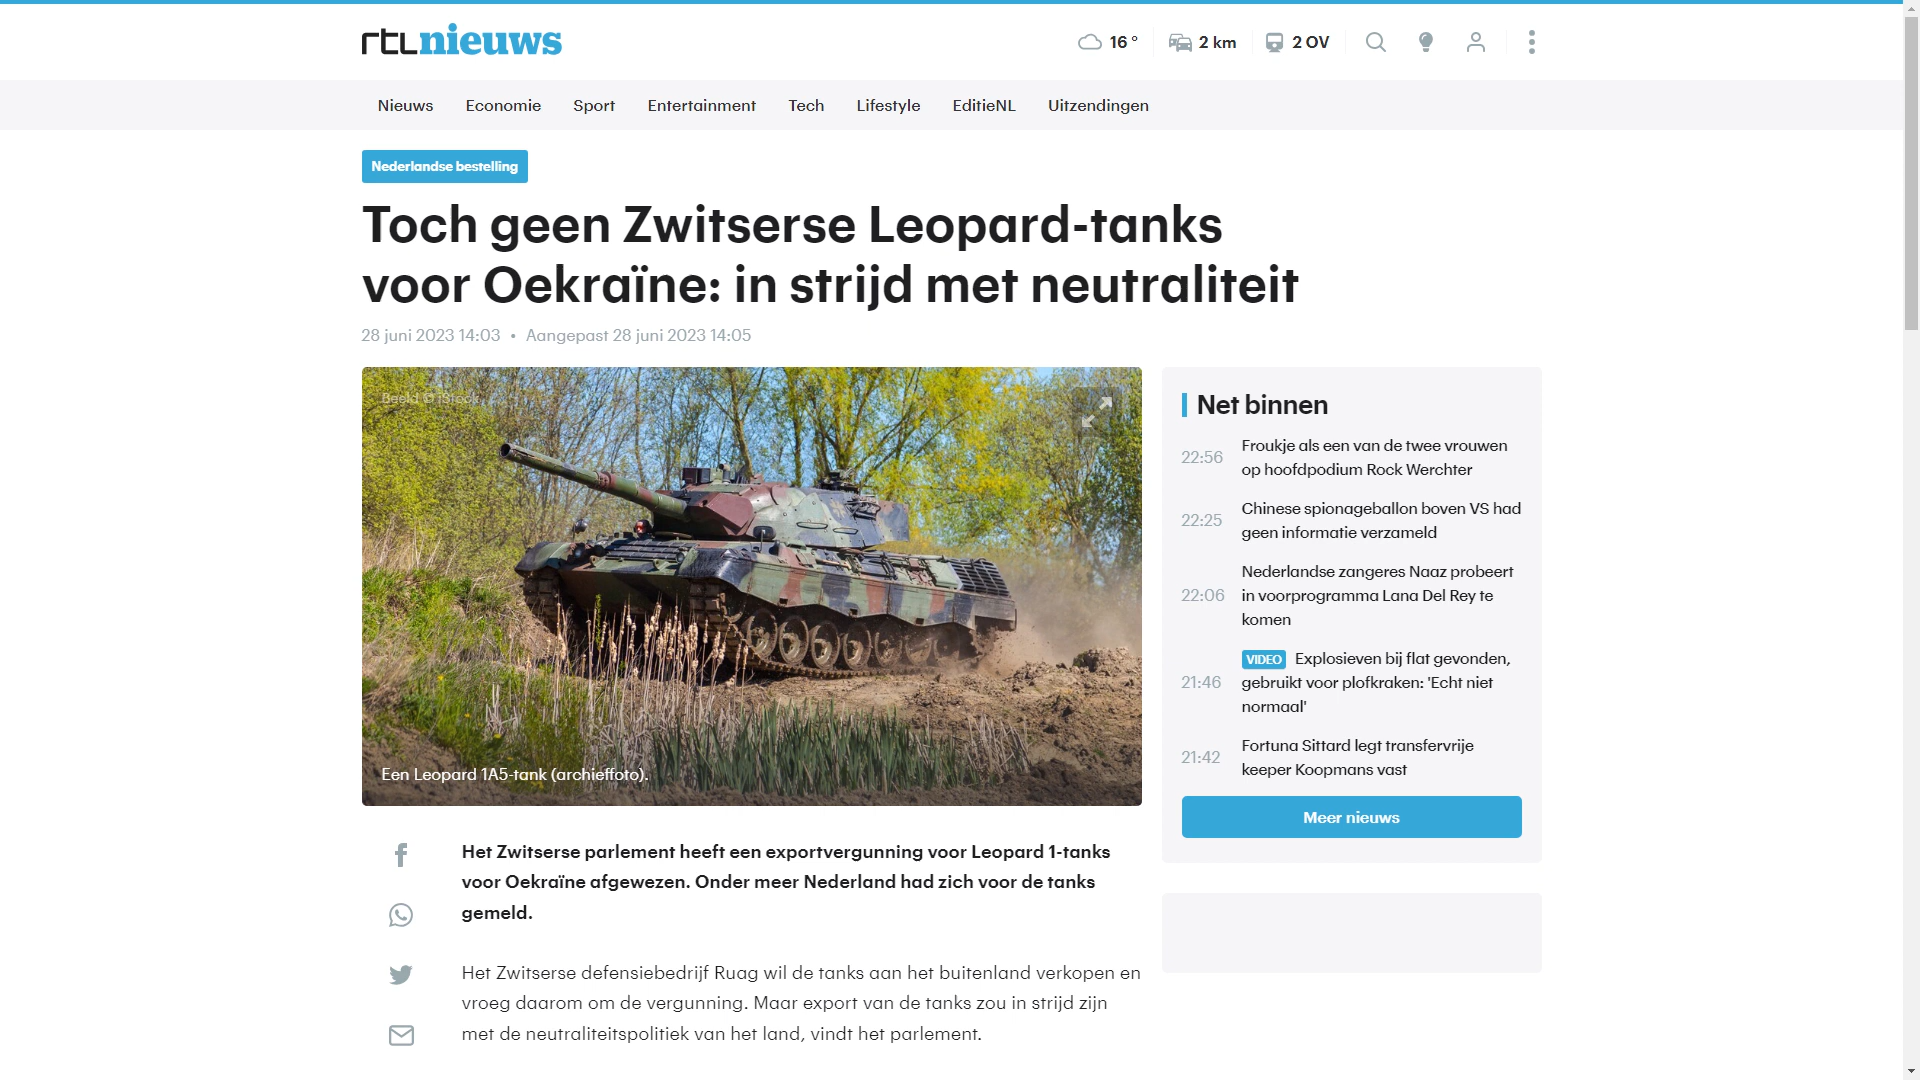 rtlnieuws
16 °
2 km
2 OV
Nieuws
Economie
Sport
Entertainment
Tech
Lifestyle
EditieNL
Uitzendingen
Nederlandse bestelling
Toch geen Zwitserse Leopard-tanks
voor Oekraïne: in strijd met neutraliteit
28 juni 2023 14:03 • Aangepast 28 juni 2023 14:05
Beeld © iStock
Een Leopard 1A5-tank (archieffoto).
Het Zwitserse parlement heeft een exportvergunning voor Leopard 1-tanks
voor Oekraïne afgewezen. Onder meer Nederland had zich voor de tanks
gemeld.
Het Zwitserse defensiebedrijf Ruag wil de tanks aan het buitenland verkopen en
vroeg daarom om de vergunning. Maar export van de tanks zou in strijd zijn
met de neutraliteitspolitiek van het land, vindt het parlement.
Net binnen
22:56
Froukje als een van de twee vrouwen
op hoofdpodium Rock Werchter
22:25
Chinese spionageballon boven VS had
geen informatie verzameld
22:06
Nederlandse zangeres Naaz probeert
in voorprogramma Lana Del Rey te
komen
21:46
VIDEO Explosieven bij flat gevonden,
gebruikt voor plofkraken: 'Echt niet
normaal'
21:42
Fortuna Sittard legt transfervrije
keeper Koopmans vast
Meer nieuws